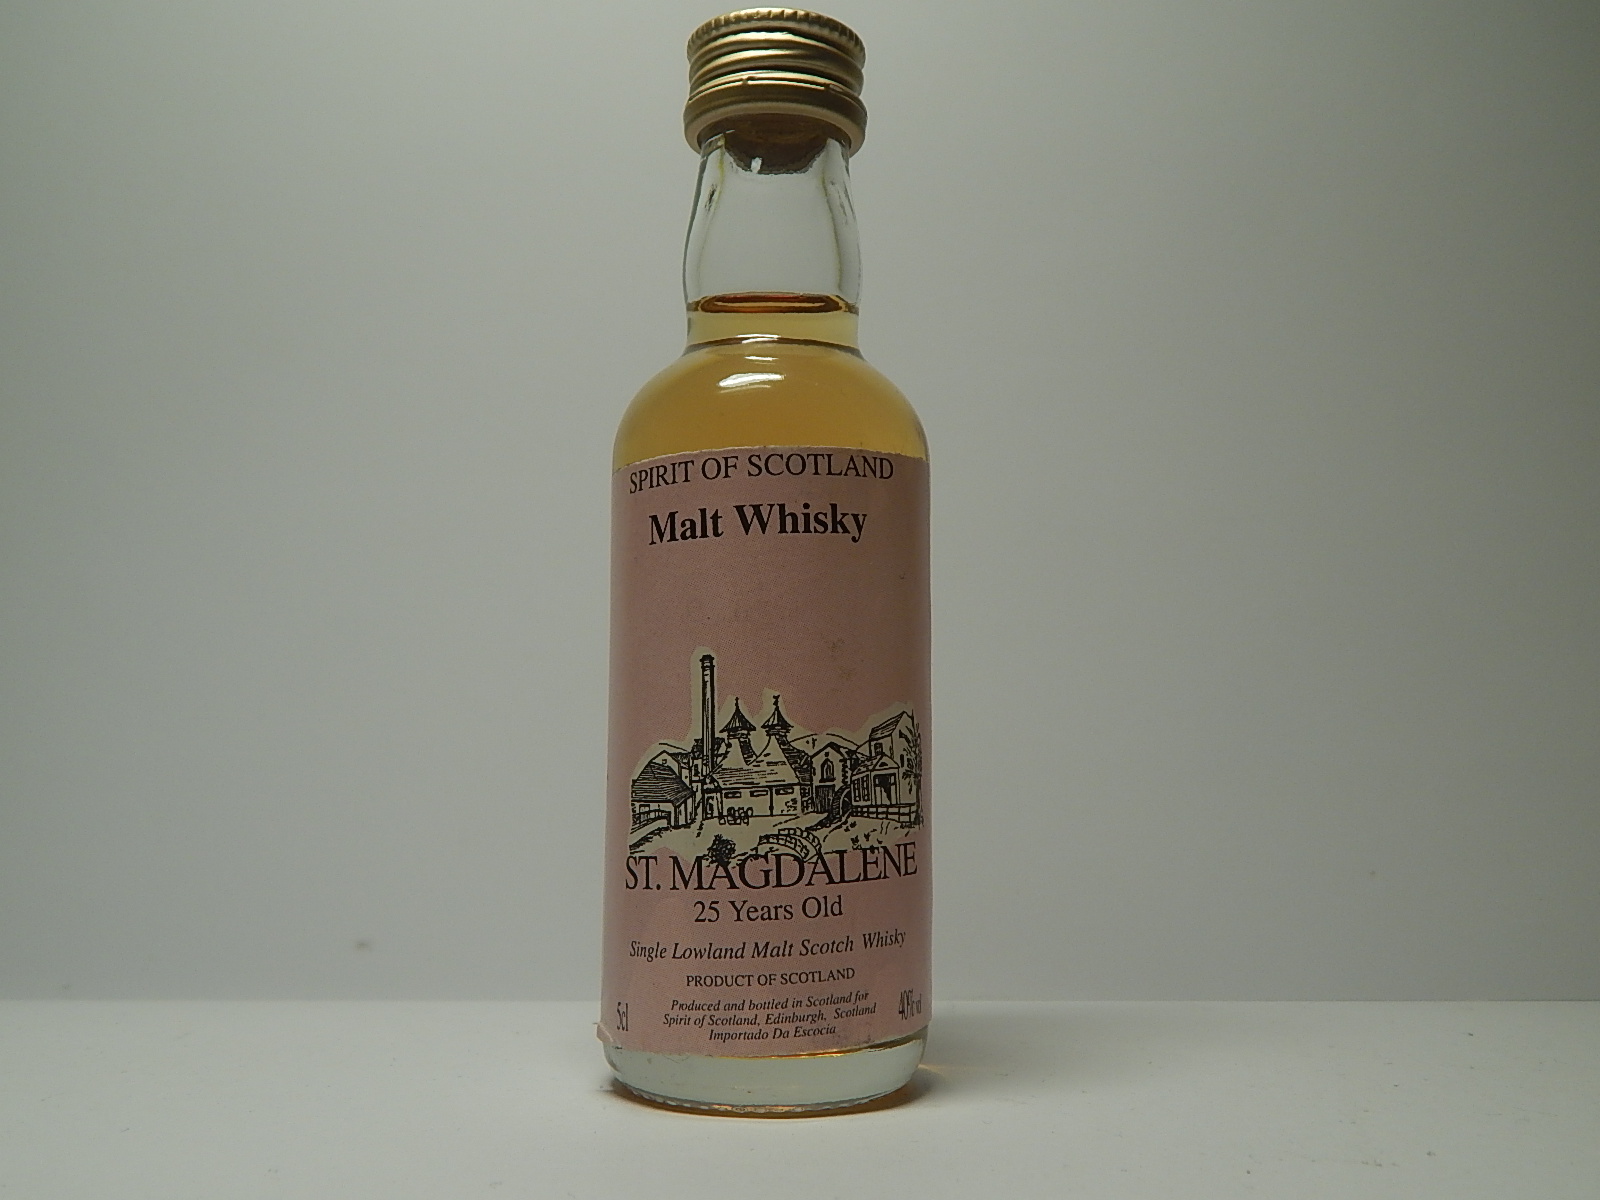 SPIRIT OF SCOTLAND
Malt Whisky
ST. MAGDALENE
25 Years Old
Single Lowland Malt Scotch Whisky
PRODUCT OF SCOTLAND
Produced and bottled in Scotland for
Spirit of Scotland, Edinburgh, Scotland
Importado Da Escocia
5cl
40%vol